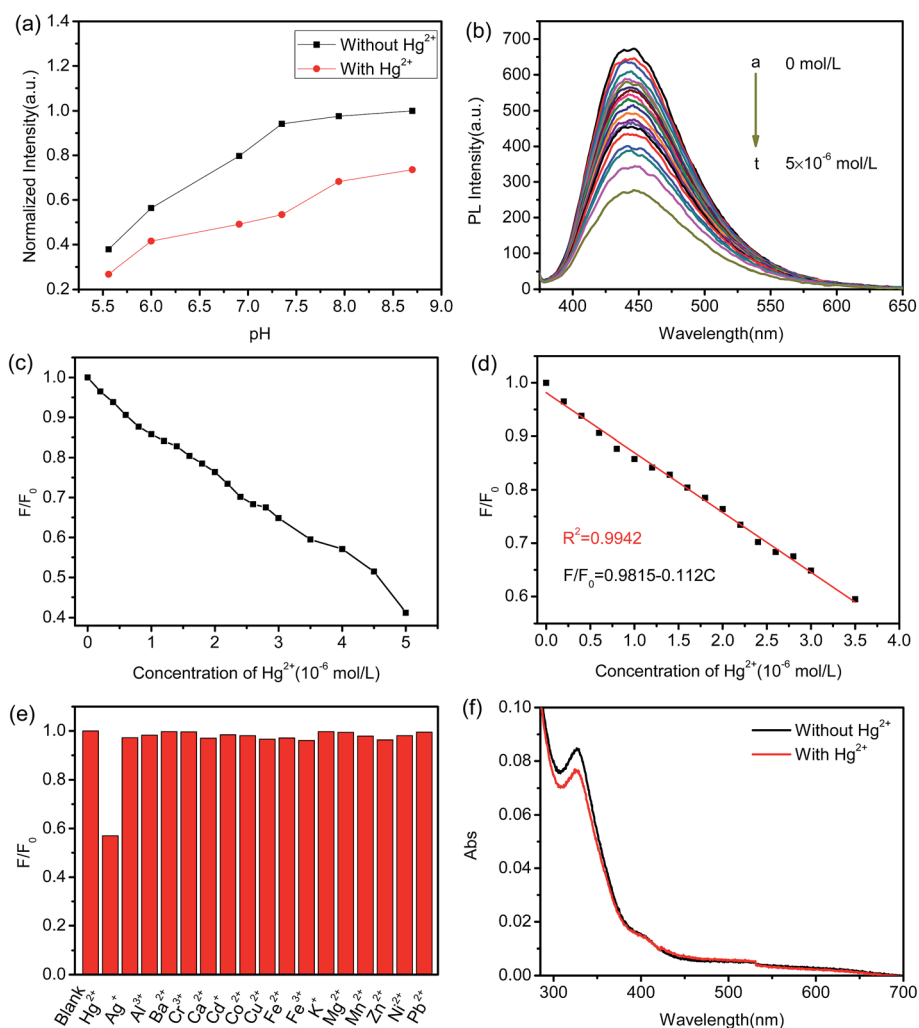 (a)
1.4
1.2
1.0
0.8
0.6
0.4
0.2
Normalized Intensity(a.u.)
Without Hg²⁺
With Hg²⁺
5.5 6.0 6.5 7.0 7.5 8.0 8.5 9.0
pH
(b)
700
650
600
550
500
450
400
350
300
250
200
150
100
50
0
PL Intensity(a.u.)
a 0 mol/L
t 5×10⁻⁶ mol/L
400 450 500 550 600 650
Wavelength(nm)
(c)
1.0
0.9
0.8
0.7
0.6
0.5
0.4
F/F₀
0 1 2 3 4 5
Concentration of Hg²⁺(10⁻⁶ mol/L)
(d)
1.0
0.9
0.8
0.7
0.6
F/F₀
R²=0.9942
F/F₀=0.9815-0.112C
0.0 0.5 1.0 1.5 2.0 2.5 3.0 3.5 4.0
Concentration of Hg²⁺(10⁻⁶ mol/L)
(e)
1.0
0.8
0.6
0.4
0.2
0.0
F/F₀
Blank
Hg²⁺
Ag⁺
Al³⁺
Ba²⁺
Cr³⁺
Ca²⁺
Cd⁺
Co²⁺
Cu²⁺
Fe²⁺
Fe³⁺
K⁺
Mg²⁺
Mn²⁺
Zn²⁺
Ni²⁺
Pb²⁺
(f)
0.10
0.08
0.06
0.04
0.02
0.00
Abs
Without Hg²⁺
With Hg²⁺
300 400 500 600 700
Wavelength(nm)